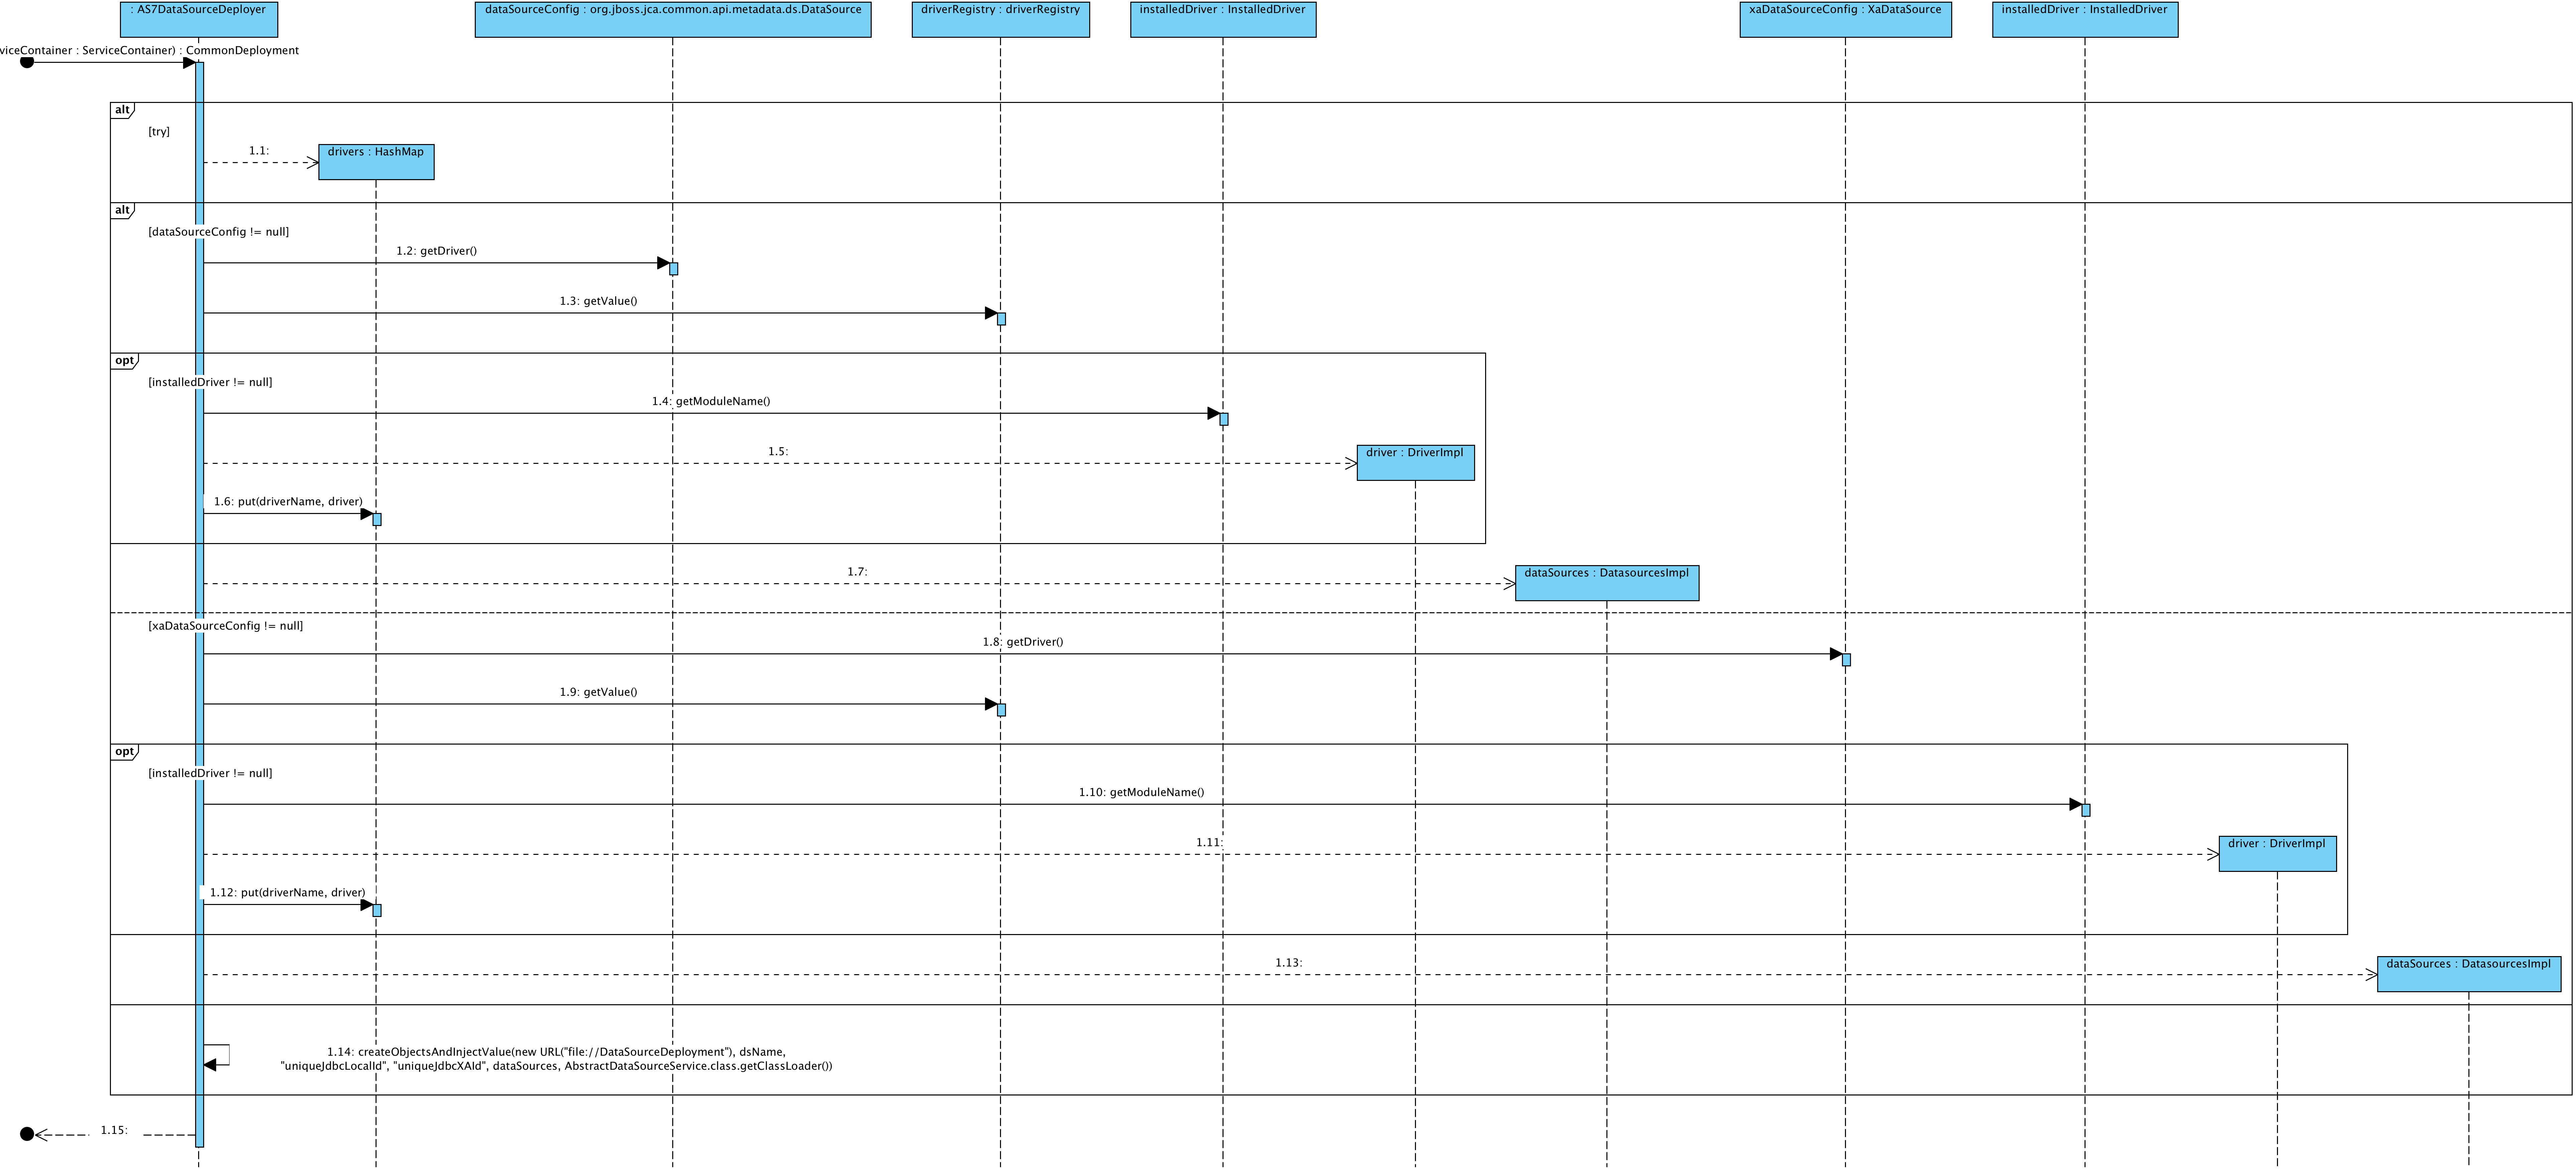 : AS7DataSourceDeployer
dataSourceConfig : org.jboss.jca.common.api.metadata.ds.DataSource
driverRegistry : driverRegistry
installedDriver : InstalledDriver
xaDataSourceConfig : XaDataSource
installedDriver : InstalledDriver
viceContainer : ServiceContainer) : CommonDeployment
alt
[try]
1.1:
drivers : HashMap
alt
[dataSourceConfig != null]
1.2: getDriver()
1.3: getValue()
opt
[installedDriver != null]
1.4: getModuleName()
1.5:
driver : DriverImpl
1.6: put(driverName, driver)
1.7:
dataSources : DatasourcesImpl
[xaDataSourceConfig != null]
1.8: getDriver()
1.9: getValue()
opt
[installedDriver != null]
1.10: getModuleName()
1.11:
driver : DriverImpl
1.12: put(driverName, driver)
1.13:
dataSources : DatasourcesImpl
1.14: createObjectsAndInjectValue(new URL("file://DataSourceDeployment"), dsName,
"uniqueJdbcLocalId", "uniqueJdbcXAId", dataSources, AbstractDataSourceService.class.getClassLoader())
1.15: